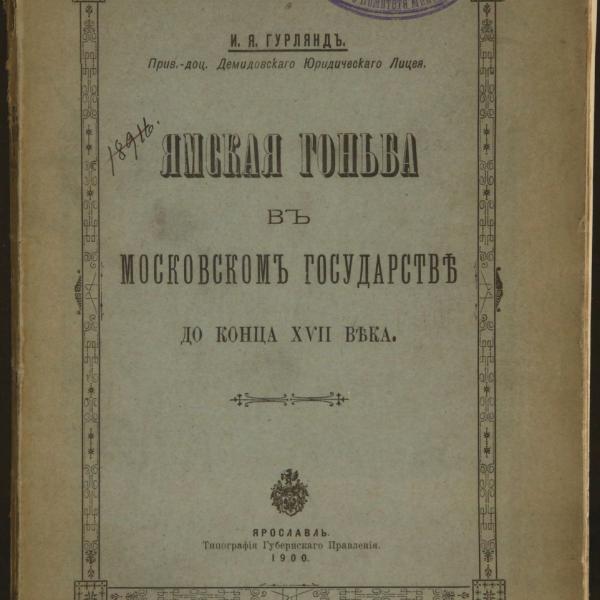 И. Я. ГУРЛЯНДЪ.
Прив.-доц. Демидовскаго Юридическаго Лицея.
18916.
ЯМСКАЯ ГОНЬБА
ВЪ
МОСКОВСКОМЪ ГОСУДАРСТВѢ
ДО КОНЦА XVII ВѢКА.
ЯРОСЛАВЛЬ.
Типографія Губернскаго Правленія.
1900.